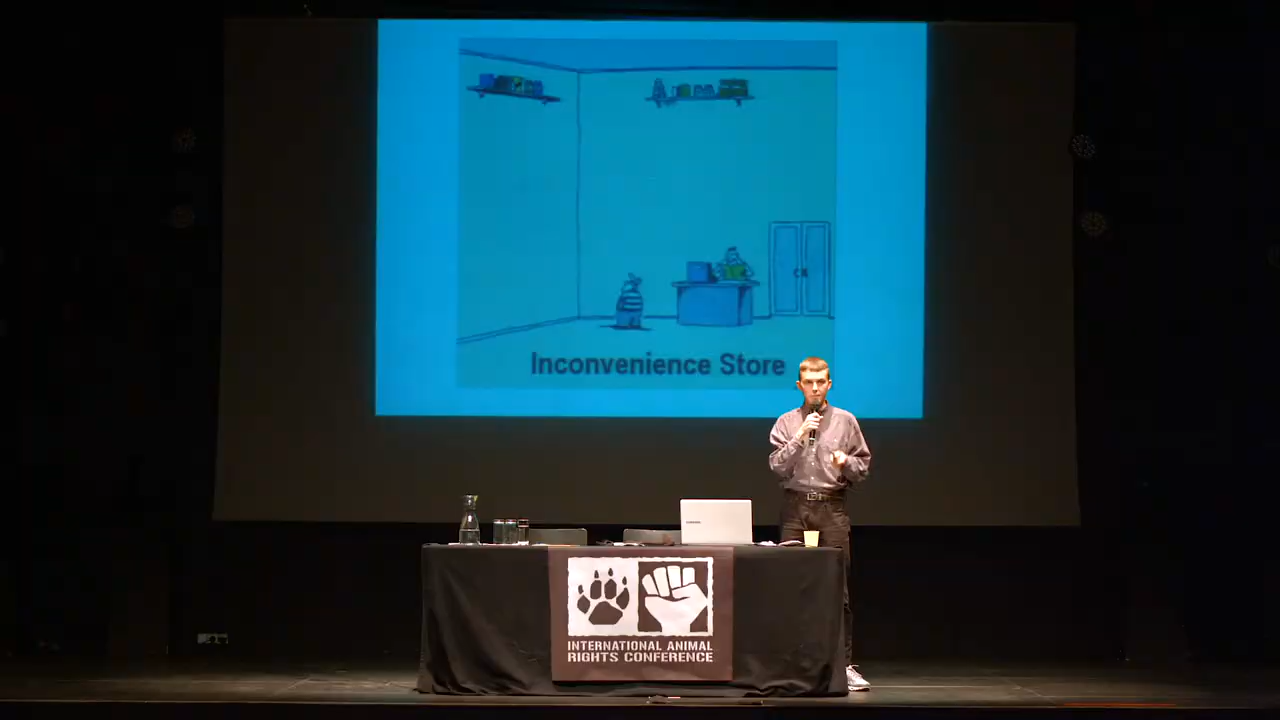 Inconvenience Store
INTERNATIONAL ANIMAL
RIGHTS CONFERENCE